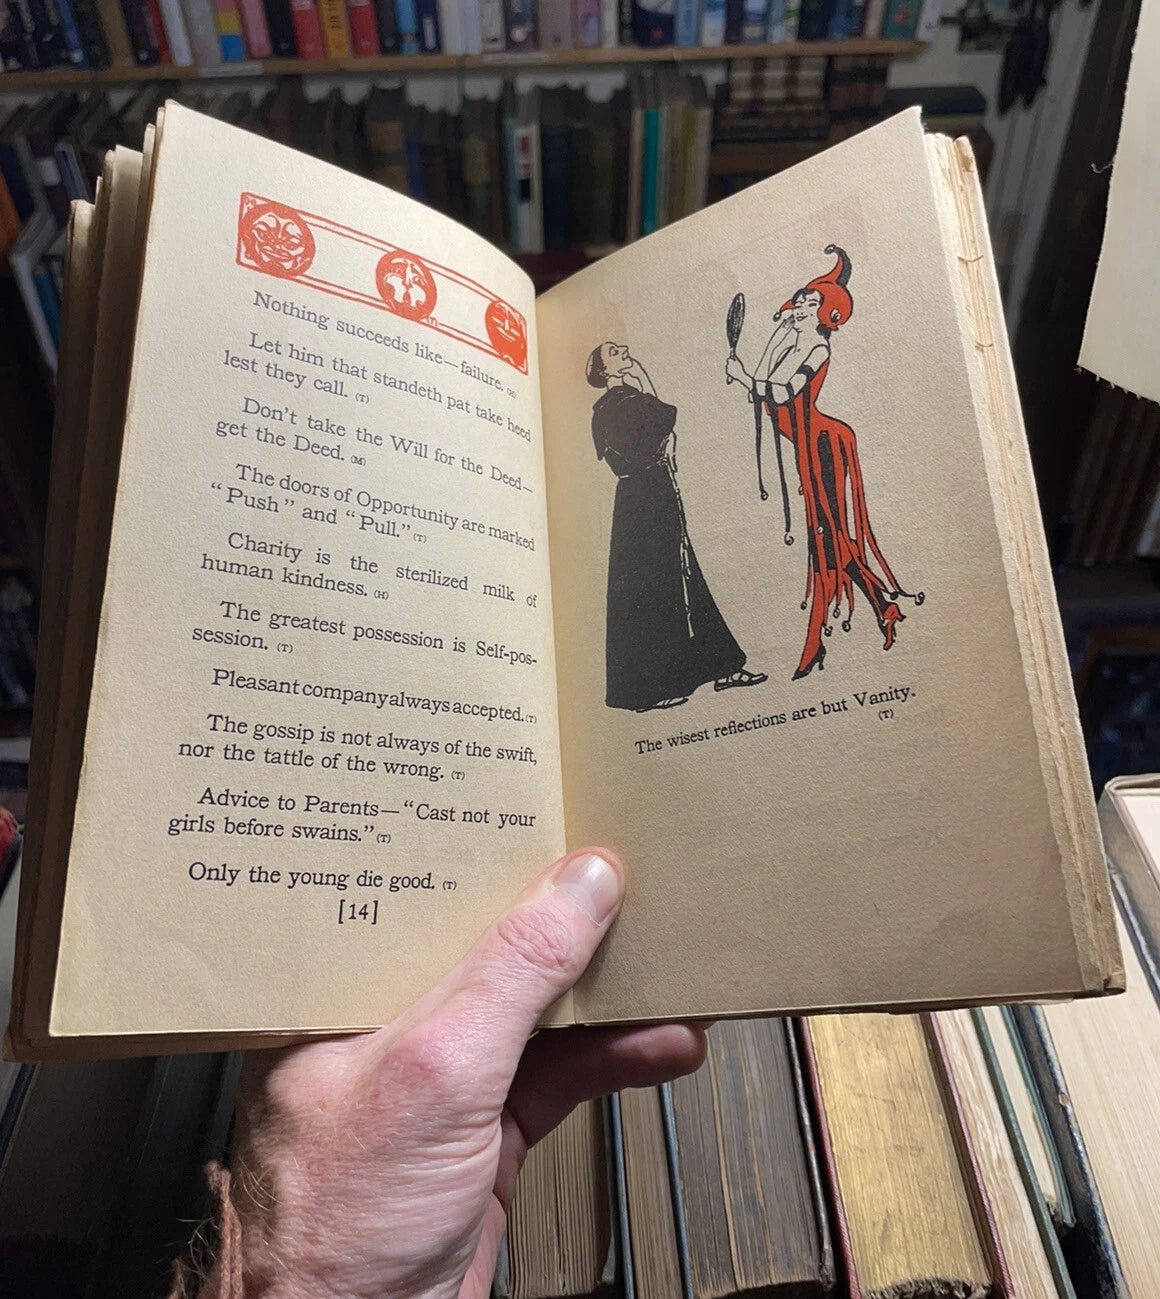 Nothing succeeds like—failure. (H)
Let him that standeth pat take heed
lest they call. (T)
Don't take the Will for the Deed—
get the Deed. (M)
The doors of Opportunity are marked
“Push” and “Pull.” (T)
Charity is the sterilized milk of
human kindness. (H)
The greatest possession is Self-pos-
session. (T)
Pleasant company always accepted. (T)
The gossip is not always of the swift,
nor the tattle of the wrong. (T)
Advice to Parents—“Cast not your
girls before swains.” (T)
Only the young die good. (T)
[14]
The wisest reflections are but Vanity.
(T)